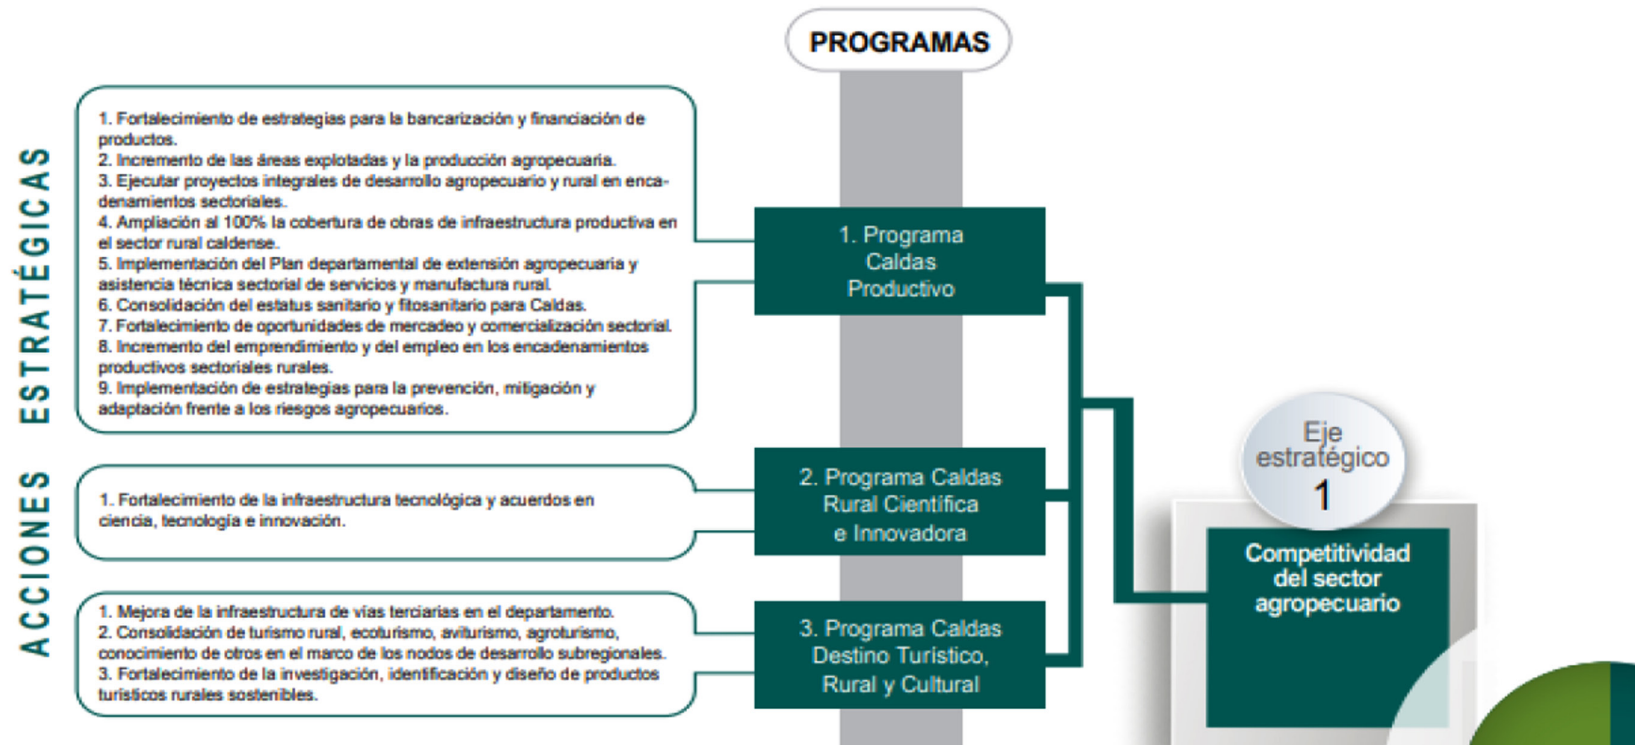 PROGRAMAS
ACCIONES ESTRATÉGICAS
1. Fortalecimiento de estrategias para la bancarización y financiación de
productos.
2. Incremento de las áreas explotadas y la producción agropecuaria.
3. Ejecutar proyectos integrales de desarrollo agropecuario y rural en enca-
denamientos sectoriales.
4. Ampliación al 100% la cobertura de obras de infraestructura productiva en
el sector rural caldense.
5. Implementación del Plan departamental de extensión agropecuaria y
asistencia técnica sectorial de servicios y manufactura rural.
6. Consolidación del estatus sanitario y fitosanitario para Caldas.
7. Fortalecimiento de oportunidades de mercadeo y comercialización sectorial.
8. Incremento del emprendimiento y del empleo en los encadenamientos
productivos sectoriales rurales.
9. Implementación de estrategias para la prevención, mitigación y
adaptación frente a los riesgos agropecuarios.
1. Programa
Caldas
Productivo
1. Fortalecimiento de la infraestructura tecnológica y acuerdos en
ciencia, tecnología e innovación.
2. Programa Caldas
Rural Científica
e Innovadora
1. Mejora de la infraestructura de vías terciarias en el departamento.
2. Consolidación de turismo rural, ecoturismo, aviturismo, agroturismo,
conocimiento de otros en el marco de los nodos de desarrollo subregionales.
3. Fortalecimiento de la investigación, identificación y diseño de productos
turísticos rurales sostenibles.
3. Programa Caldas
Destino Turístico,
Rural y Cultural
Eje
estratégico
1
Competitividad
del sector
agropecuario